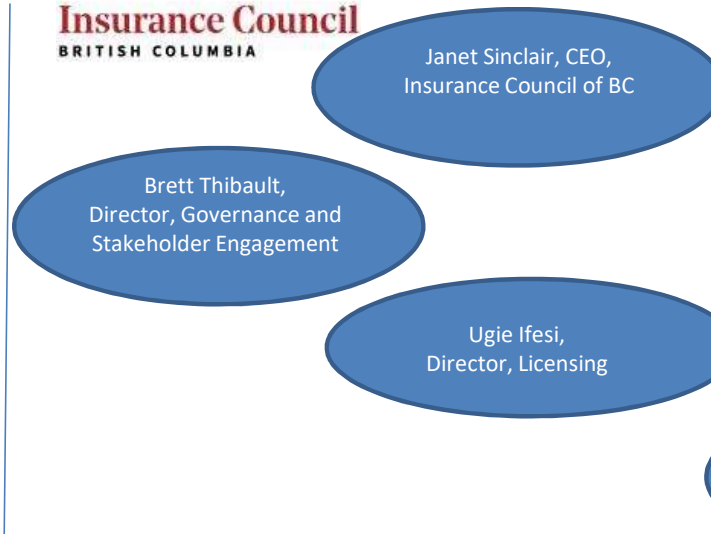 Insurance Council
BRITISH COLUMBIA
Janet Sinclair, CEO,
Insurance Council of BC
Brett Thibault,
Director, Governance and
Stakeholder Engagement
Ugie Ifesi,
Director, Licensing